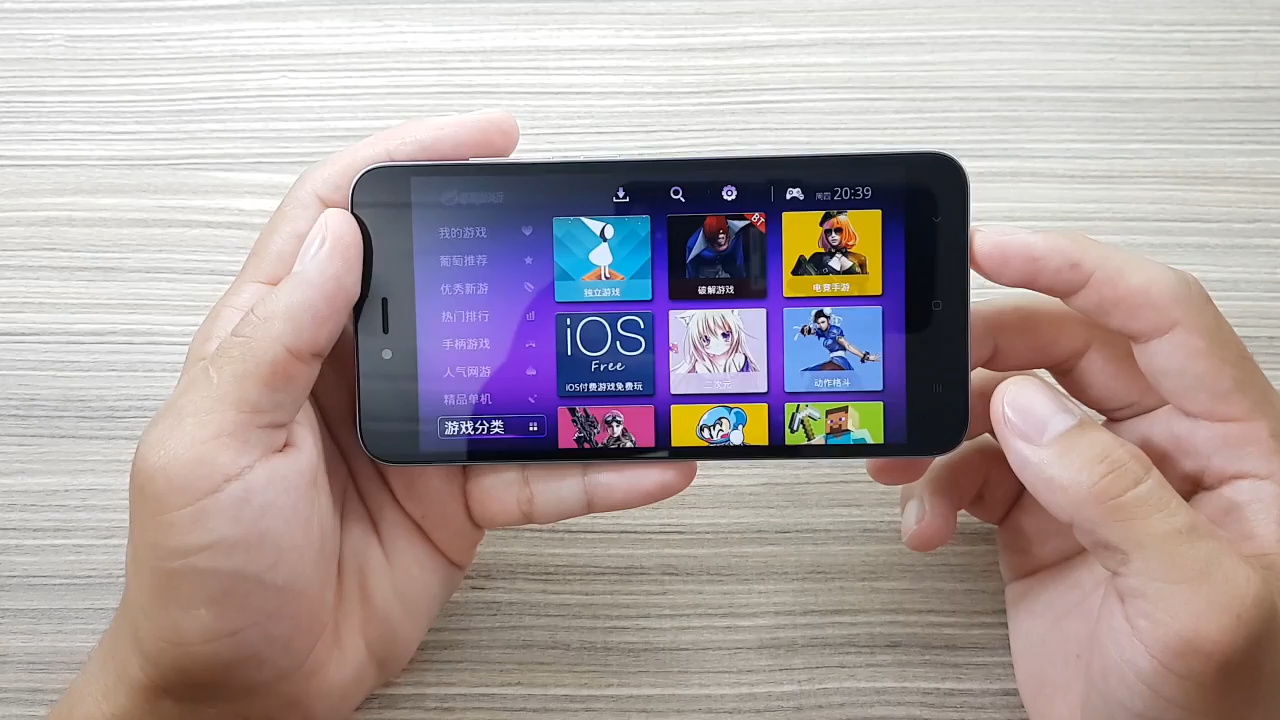 周四 20:39
我的游戏
葡萄推荐
优秀新游
热门排行
手柄游戏
人气网游
精品单机
游戏分类
独立游戏
BT
破解游戏
电竞手游
iOS
Free
iOS付费游戏免费玩
二次元
动作格斗